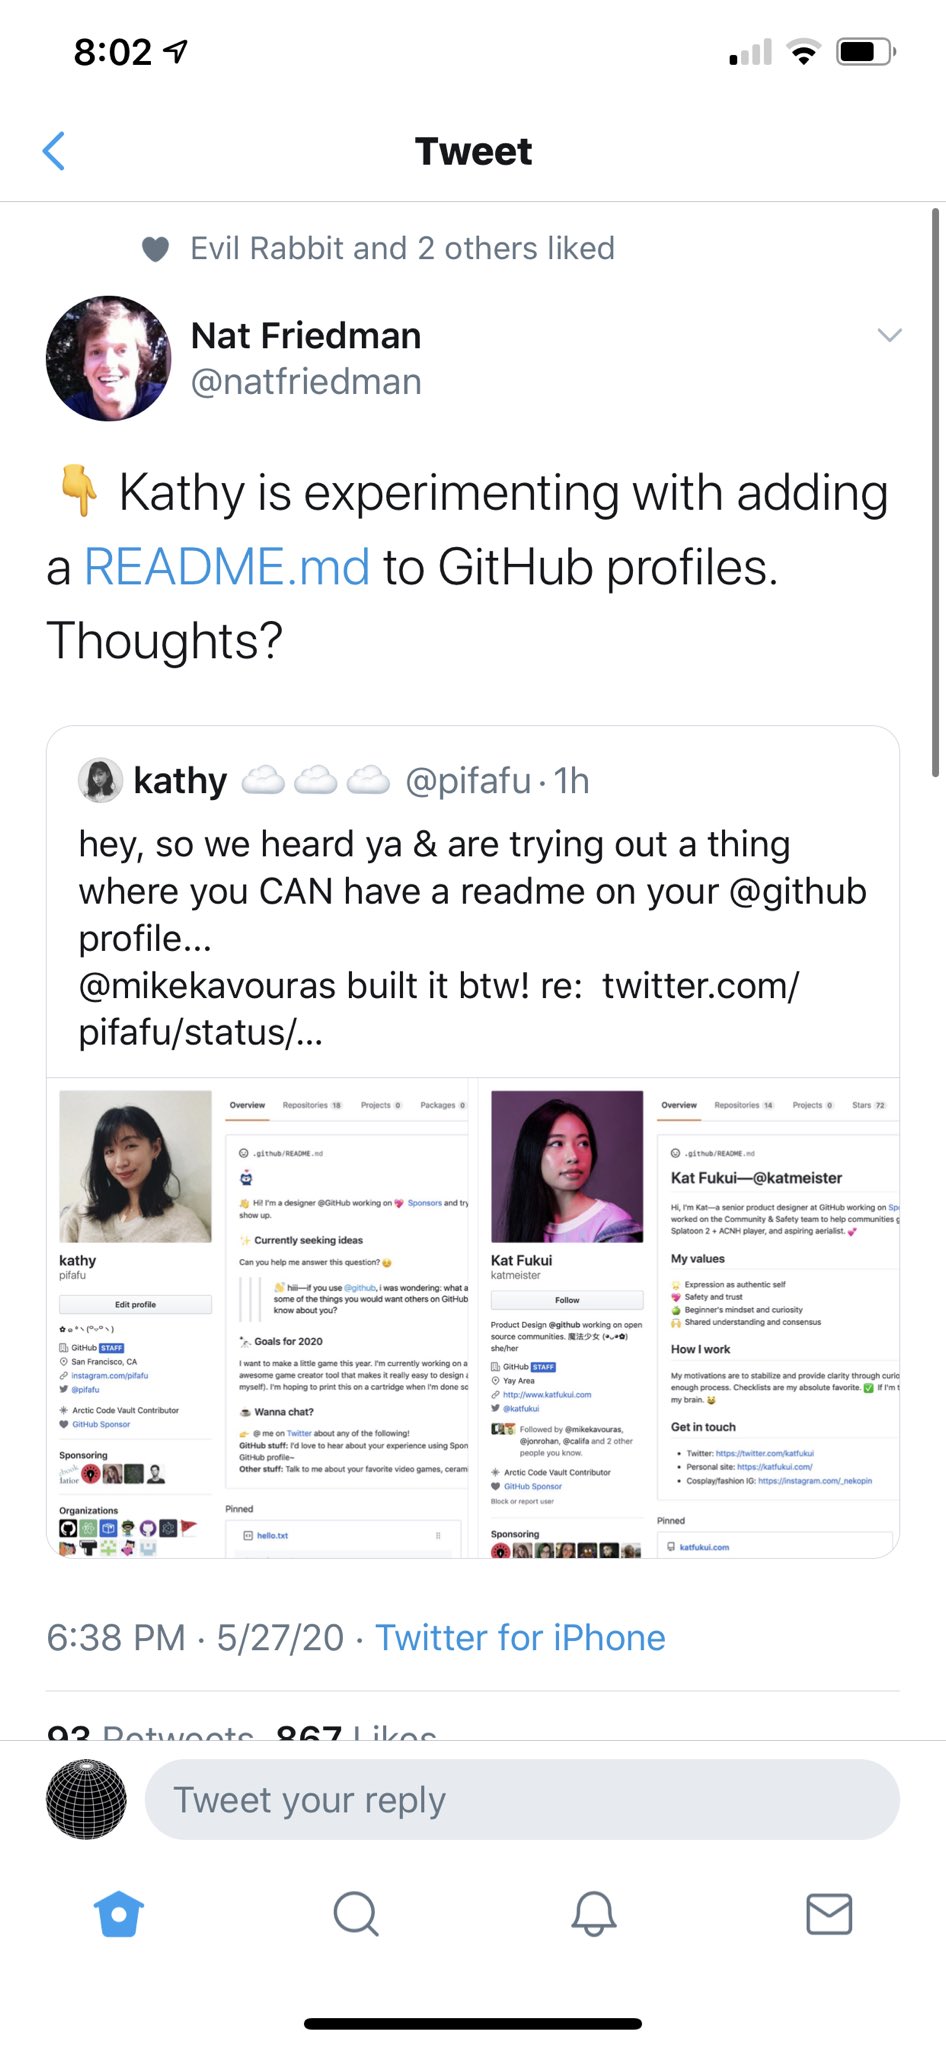 8:02
Tweet
Evil Rabbit and 2 others liked
Nat Friedman
@natfriedman
👇 Kathy is experimenting with adding
a README.md to GitHub profiles.
Thoughts?
kathy ☁️☁️☁️ @pifafu · 1h
hey, so we heard ya & are trying out a thing
where you CAN have a readme on your @github
profile...
@mikekavouras built it btw! re: twitter.com/
pifafu/status/...
kathy
pifafu
Edit profile
GitHub STAFF
San Francisco, CA
instagram.com/pifafu
@pifafu
Arctic Code Vault Contributor
GitHub Sponsor
Sponsoring
Organizations
Overview Repositories 18 Projects 0 Packages 0
.github/README.md
👋 Hi! I'm a designer @GitHub working on 💖 Sponsors and try
show up.
✨ Currently seeking ideas
Can you help me answer this question? 😊
👋 hiii—if you use @github, i was wondering: what a
some of the things you would want others on GitHub
know about you?
Goals for 2020
I want to make a little game this year. I'm currently working on a
awesome game creator tool that makes it really easy to design a
myself). I'm hoping to print this on a cartridge when I'm done sc
☕ Wanna chat?
👉 @ me on Twitter about any of the following!
GitHub stuff: I'd love to hear about your experience using Spon
GitHub profile~
Other stuff: Talk to me about your favorite video games, ceram
Pinned
hello.txt
Kat Fukui
katmeister
Follow
Product Design @github working on open
source communities. 魔法少女
she/her
GitHub STAFF
Yay Area
http://www.katfukui.com
@katfukui
Followed by @mikekavouras,
@jonrohan, @califa and 2 other
people you know.
Arctic Code Vault Contributor
GitHub Sponsor
Block or report user
Sponsoring
Overview Repositories 14 Projects 0 Stars 72
.github/README.md
Kat Fukui—@katmeister
Hi, I'm Kat—a senior product designer at GitHub working on Sp
worked on the Community & Safety team to help communities g
Splatoon 2 + ACNH player, and aspiring aerialist. 💕
My values
Expression as authentic self
💖 Safety and trust
🍏 Beginner's mindset and curiosity
🙌 Shared understanding and consensus
How I work
My motivations are to stabilize and provide clarity through curio
enough process. Checklists are my absolute favorite. ✅ If I'm t
my brain.
Get in touch
• Twitter: https://twitter.com/katfukui
• Personal site: https://katfukui.com/
• Cosplay/fashion IG: https://instagram.com/_nekopin
Pinned
katfukui.com
6:38 PM · 5/27/20 · Twitter for iPhone
93 Retweets 867 Likes
Tweet your reply